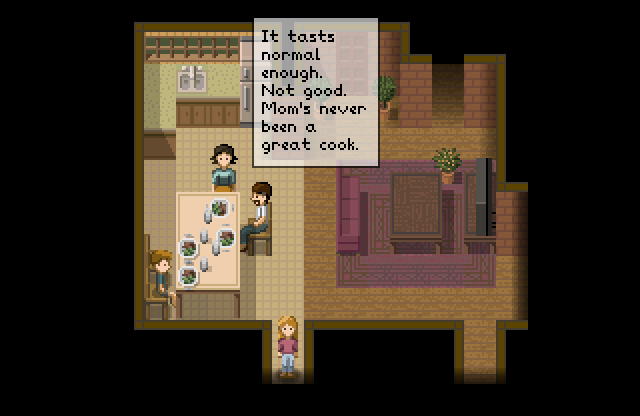 It tasts
normal
enough.
Not good.
Mom's never
been a
great cook.